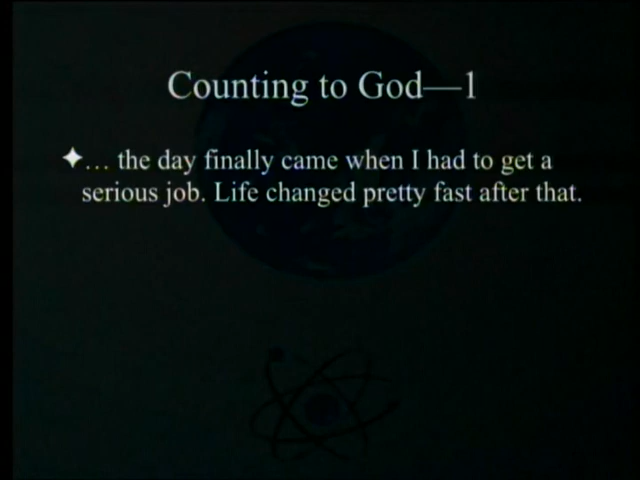 Counting to God—1
… the day finally came when I had to get a
serious job. Life changed pretty fast after that.